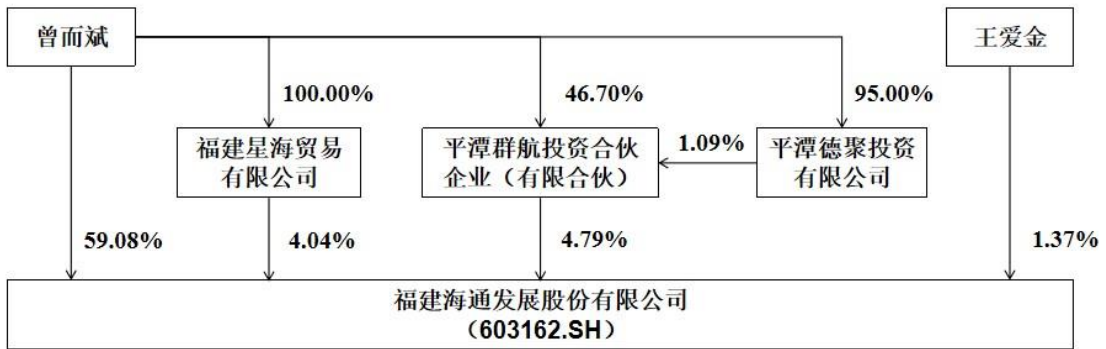 曾而斌
王爱金
100.00%
46.70%
95.00%
福建星海贸易
有限公司
平潭群航投资合伙
企业（有限合伙）
1.09%
平潭德聚投资
有限公司
59.08%
4.04%
4.79%
1.37%
福建海通发展股份有限公司
（603162.SH）